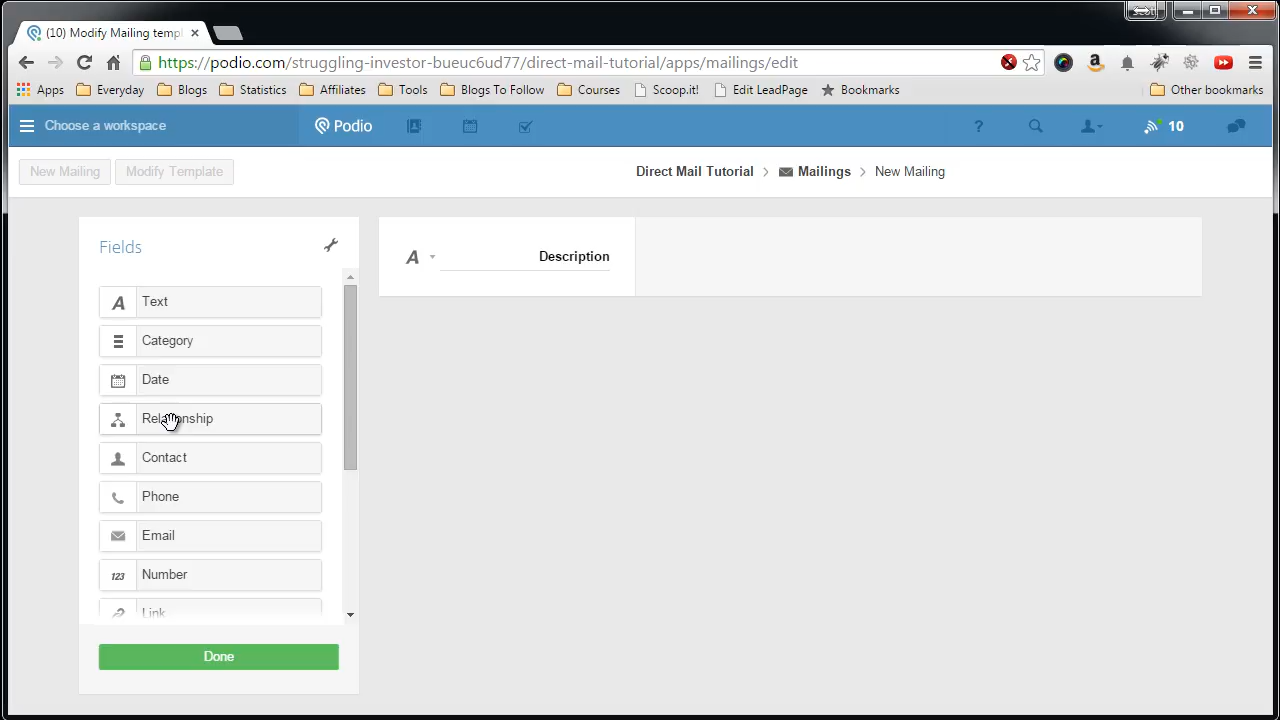 (10) Modify Mailing templ
https://podio.com/struggling-investor-bueuc6ud77/direct-mail-tutorial/apps/mailings/edit
Apps Everyday Blogs Statistics Affiliates Tools Blogs To Follow Courses Scoop.it! Edit LeadPage Bookmarks Other bookmarks
Choose a workspace Podio ? 10
New Mailing Modify Template Direct Mail Tutorial Mailings New Mailing
Fields
A Description
A Text
Category
Date
Relationship
Contact
Phone
Email
123 Number
Link
Done